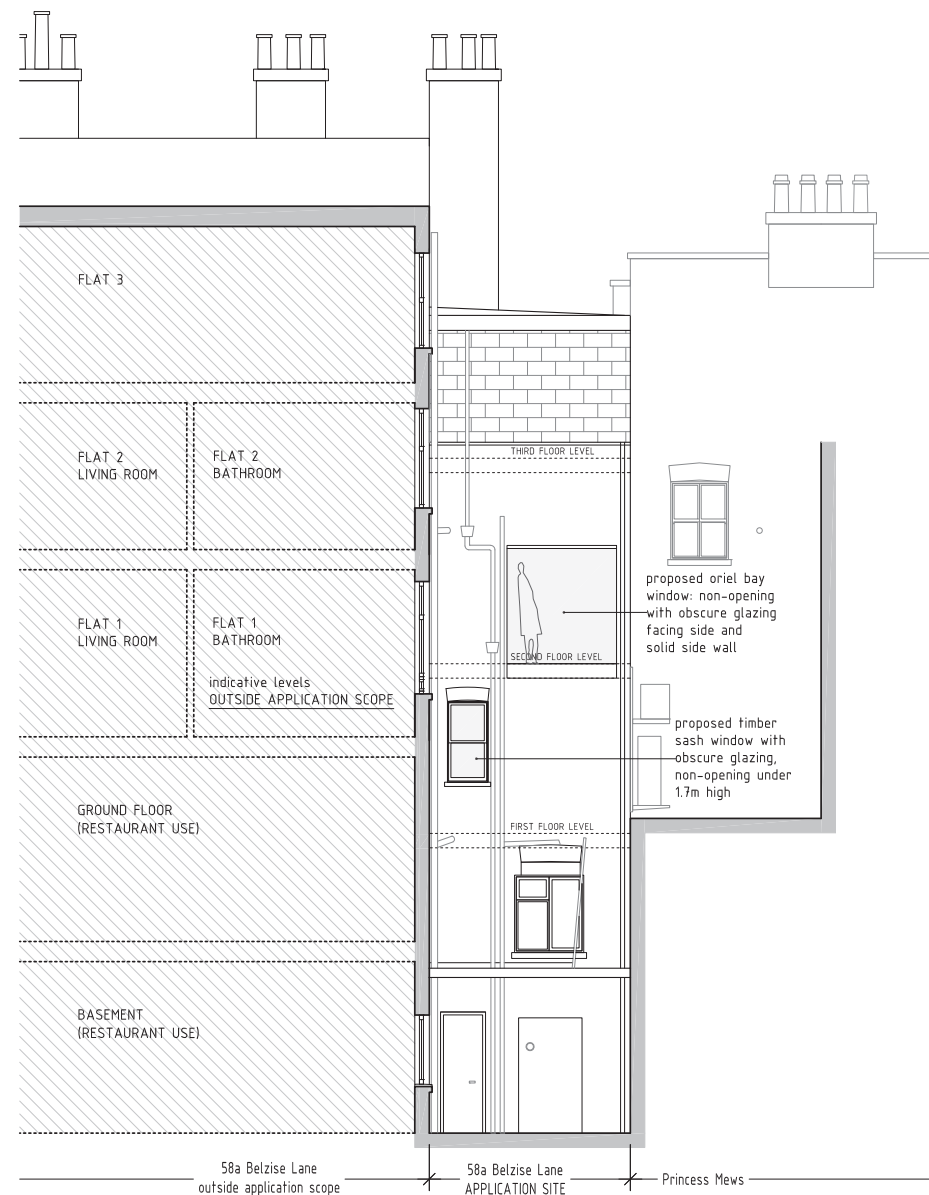 FLAT 3
THIRD FLOOR LEVEL
FLAT 2
LIVING ROOM
FLAT 2
BATHROOM
proposed oriel bay
window: non-opening
with obscure glazing
facing side and
solid side wall
FLAT 1
LIVING ROOM
FLAT 1
BATHROOM
SECOND FLOOR LEVEL
indicative levels
OUTSIDE APPLICATION SCOPE
proposed timber
sash window with
obscure glazing,
non-opening under
1.7m high
GROUND FLOOR
(RESTAURANT USE)
FIRST FLOOR LEVEL
BASEMENT
(RESTAURANT USE)
58a Belzise Lane
outside application scope
58a Belzise Lane
APPLICATION SITE
Princess Mews